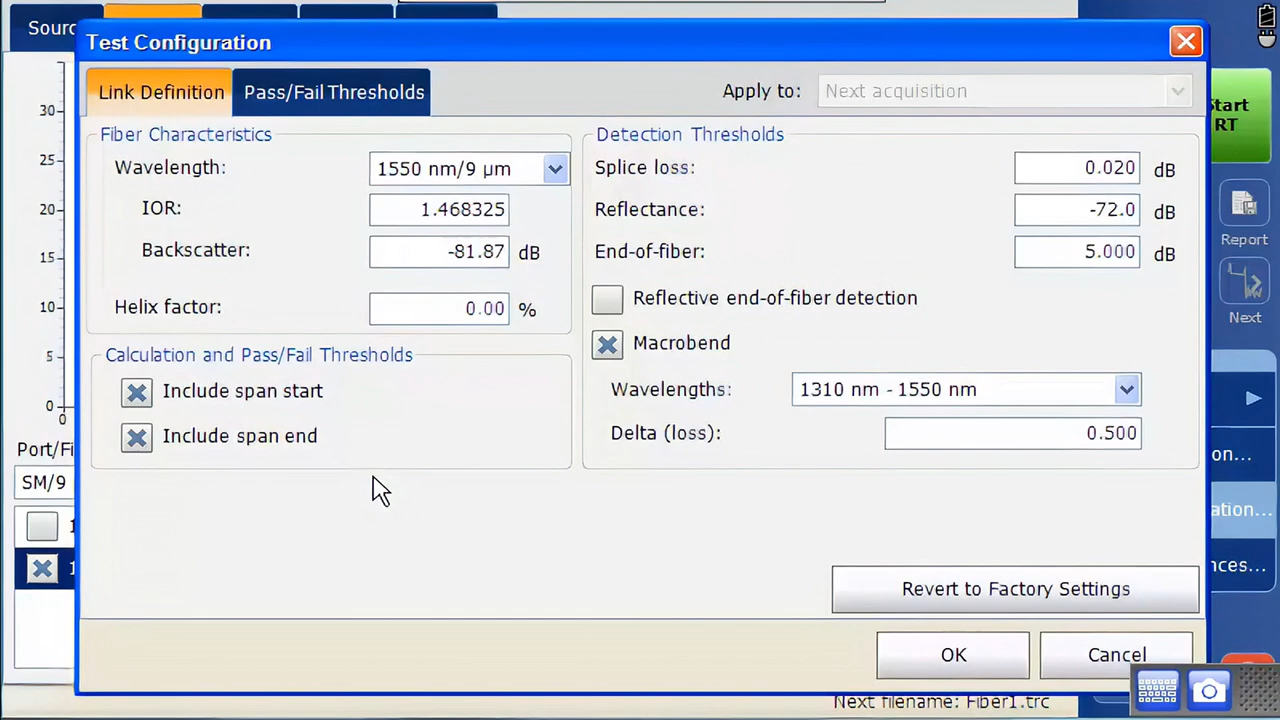 Sourc
Test Configuration
Link Definition
Pass/Fail Thresholds
Apply to:
Next acquisition
Fiber Characteristics
Wavelength:
1550 nm/9 µm
IOR:
1.468325
Backscatter:
-81.87
dB
Helix factor:
0.00
%
Calculation and Pass/Fail Thresholds
Include span start
Include span end
Detection Thresholds
Splice loss:
0.020
dB
Reflectance:
-72.0
dB
End-of-fiber:
5.000
dB
Reflective end-of-fiber detection
Macrobend
Wavelengths:
1310 nm - 1550 nm
Delta (loss):
0.500
Revert to Factory Settings
OK
Cancel
30
25
20
15
10
5
0
0
Port/Fi
SM/9
tart
RT
Report
Next
on...
ation...
nces...
Next filename: Fiber1.trc